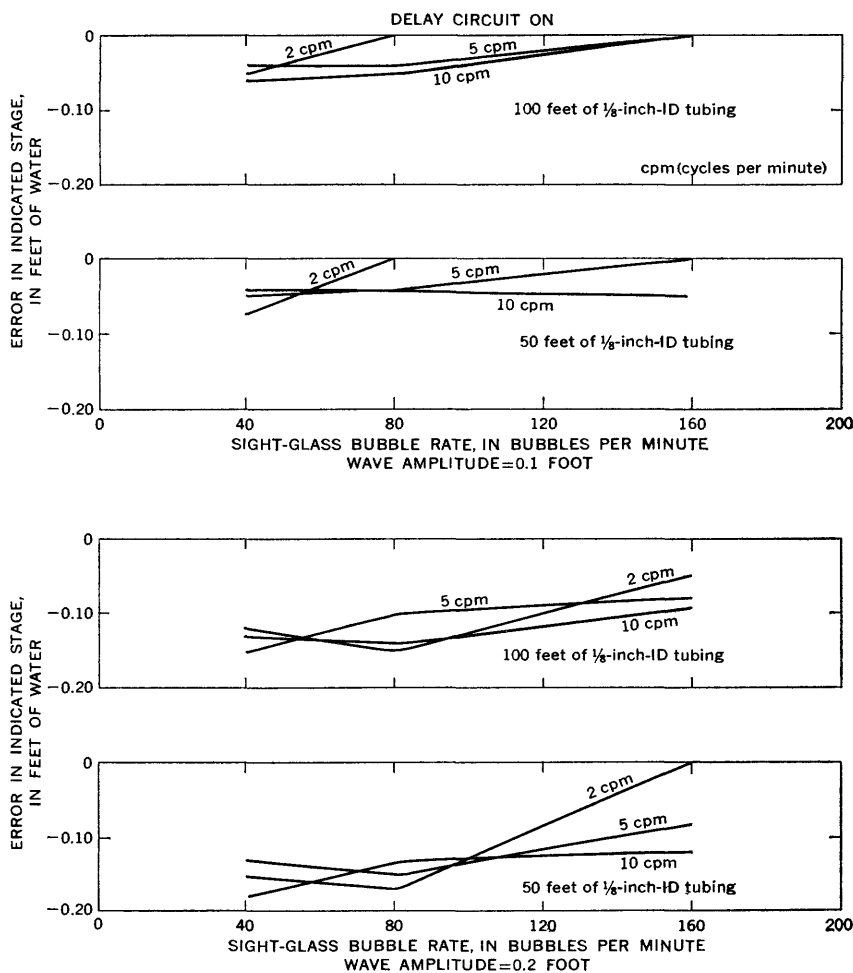 DELAY CIRCUIT ON
ERROR IN INDICATED STAGE,
IN FEET OF WATER
0
−0.10
−0.20
2 cpm
5 cpm
10 cpm
100 feet of ⅛-inch-ID tubing
cpm (cycles per minute)
0
−0.10
−0.20
2 cpm
5 cpm
10 cpm
50 feet of ⅛-inch-ID tubing
0 40 80 120 160 200
SIGHT-GLASS BUBBLE RATE, IN BUBBLES PER MINUTE
WAVE AMPLITUDE=0.1 FOOT
ERROR IN INDICATED STAGE,
IN FEET OF WATER
0
−0.10
−0.20
2 cpm
5 cpm
10 cpm
100 feet of ⅛-inch-ID tubing
0
−0.10
−0.20
2 cpm
5 cpm
10 cpm
50 feet of ⅛-inch-ID tubing
0 40 80 120 160 200
SIGHT-GLASS BUBBLE RATE, IN BUBBLES PER MINUTE
WAVE AMPLITUDE=0.2 FOOT